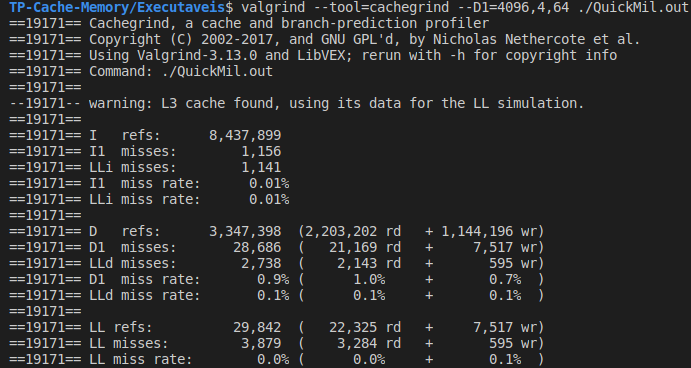 TP-Cache-Memory/Executaveis$ valgrind --tool=cachegrind --D1=4096,4,64 ./QuickMil.out
==19171== Cachegrind, a cache and branch-prediction profiler
==19171== Copyright (C) 2002-2017, and GNU GPL'd, by Nicholas Nethercote et al.
==19171== Using Valgrind-3.13.0 and LibVEX; rerun with -h for copyright info
==19171== Command: ./QuickMil.out
==19171==
--19171-- warning: L3 cache found, using its data for the LL simulation.
==19171==
==19171== I   refs:      8,437,899
==19171== I1  misses:        1,156
==19171== LLi misses:        1,141
==19171== I1  miss rate:      0.01%
==19171== LLi miss rate:      0.01%
==19171==
==19171== D   refs:      3,347,398  (2,203,202 rd   + 1,144,196 wr)
==19171== D1  misses:       28,686  (   21,169 rd   +     7,517 wr)
==19171== LLd misses:        2,738  (    2,143 rd   +       595 wr)
==19171== D1  miss rate:       0.9% (      1.0%     +       0.7%  )
==19171== LLd miss rate:       0.1% (      0.1%     +       0.1%  )
==19171==
==19171== LL refs:          29,842  (   22,325 rd   +     7,517 wr)
==19171== LL misses:         3,879  (    3,284 rd   +       595 wr)
==19171== LL miss rate:        0.0% (      0.0%     +       0.1%  )